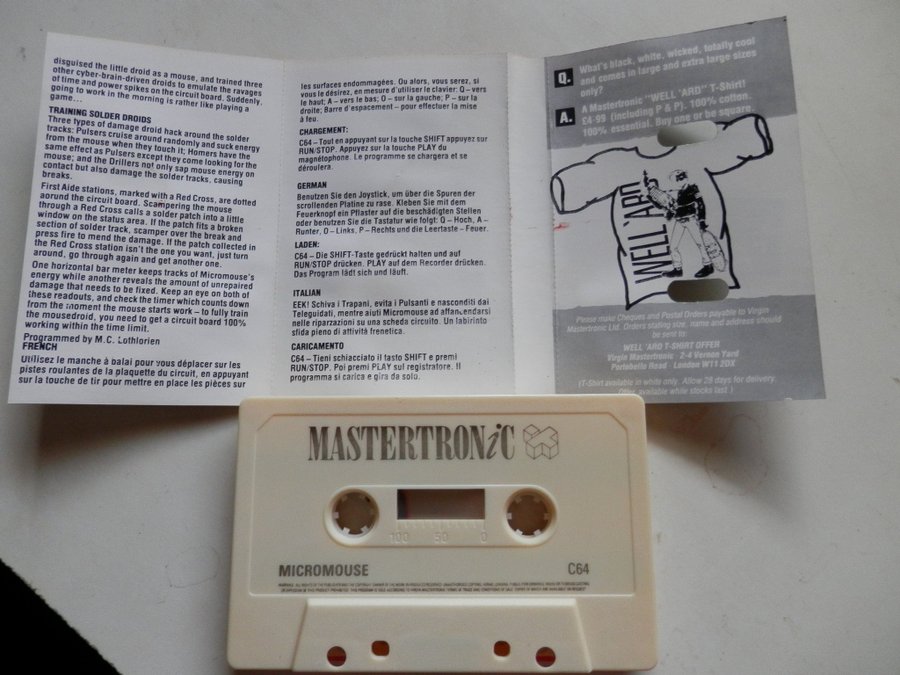 disguised the little droid as a mouse, and trained three
other cyber-brain-driven droids to emulate the ravages
of time and power spikes on the circuit board. Suddenly,
going to work in the morning is rather like playing a
game...
TRAINING SOLDER DROIDS
Three types of damage droid hack around the solder
tracks: Pulsers cruise around randomly and suck energy
from the mouse when they touch it; Homers have the
same effect as Pulsers except they come looking for the
mouse; and the Drillers not only sap mouse energy on
contact but also damage the solder tracks, causing
breaks.
First Aide stations, marked with a Red Cross, are dotted
aorund the circuit board. Scampering the mouse
through a Red Cross calls a solder patch into a little
window on the status area. If the patch fits a broken
section of solder track, scamper over the break and
press fire to mend the damage. If the patch collected in
the Red Cross station isn't the one you want, just turn
around, go through again and get another one.
One horizontal bar meter keeps tracks of Micromouse's
energy while another reveals the amount of unrepaired
damage that needs to be fixed. Keep an eye on both of
these readouts, and check the timer which counts down
from the moment the mouse starts work – to fully train
the mousedroid, you need to get a circuit board 100%
working within the time limit.
Programmed by M.C. Lothlorien
FRENCH
Utilisez le manche à balai pour vous déplacer sur les
pistes roulantes de la plaquette du circuit, en appuyant
sur la touche de tir pour mettre en place les pièces sur
les surfaces endommagées. Ou alors, vous serez, si
vous le désirez, en mesure d'utiliser le clavier: Q – vers
le haut; A – vers le bas; O – sur la gauche; P – sur la
droite; Barre d'espacement – pour effectuer la mise
à feu.
CHARGEMENT:
C64 – Tout en appuyant sur la touche SHIFT appuyez sur
RUN/STOP. Appuyez sur la touche PLAY du
magnétophone. Le programme se chargera et se
déroulera.
GERMAN
Benutzen Sie den Joystick, um über die Spuren der
scrollenden Platine zu rase. Kleben Sie mit dem
Feuerknopf ein Pflaster auf die beschädigten Stellen
oder benutzen Sie die Tastatur wie folgt: Q – Hoch, A –
Runter, O – Links, P – Rechts und die Leertaste – Feuer.
LADEN:
C64 – Die SHIFT-Taste gedrückt halten und auf
RUN/STOP drücken. PLAY auf dem Recorder drücken.
Das Program lädt sich und läuft.
ITALIAN
EEK! Schiva i Trapani, evita i Pulsanti e nasconditi dai
Teleguidati, mentre aiuti Micromouse ad affancendarsi
nelle riparazioni su una scheda circuito. Un labirinto
sfida pieno di attività frenetica.
CARICAMENTO
C64 – Tieni schiacciato il tasto SHIFT e premi
RUN/STOP. Poi premi PLAY sul registratore. Il
programma si carica e gira da solo.
Q. What's black, white, wicked, totally cool
and comes in large and extra large sizes
only?
A. A Mastertronic "WELL 'ARD" T-Shirt!
£4·99 (including P & P). 100% cotton.
100% essential. Buy one or be square.
WELL 'ARD
Please make Cheques and Postal Orders payable to Virgin
Mastertronic Ltd. Orders stating size, name and address should
be sent to:
WELL 'ARD T-SHIRT OFFER
Virgin Mastertronic 2-4 Vernon Yard
Portobello Road London W11 2DX
(T-Shirt available in white only. Allow 28 days for delivery.
Offer available while stocks last.)
MASTERTRONiC
100 50 0
MICROMOUSE C64